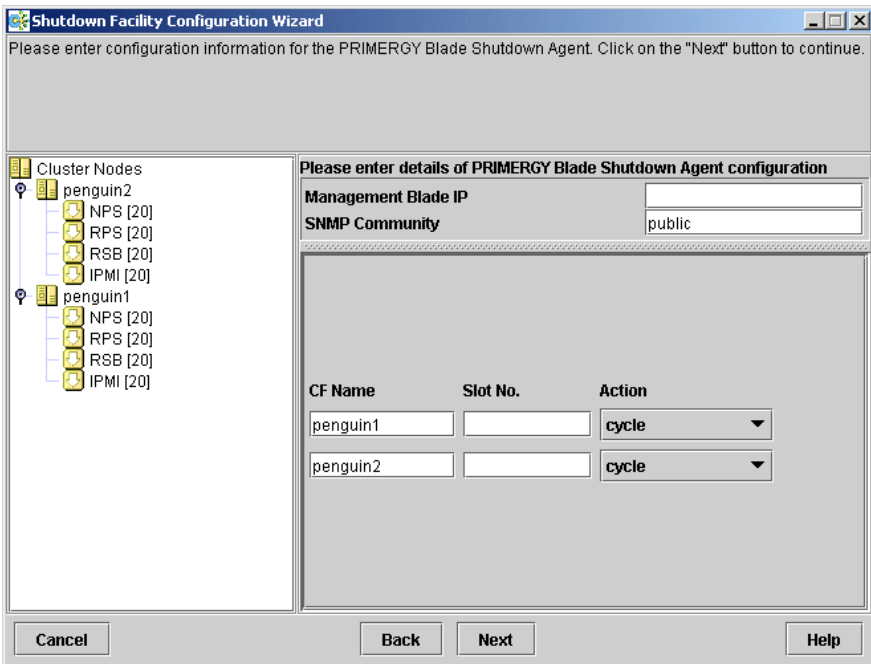 Shutdown Facility Configuration Wizard
Please enter configuration information for the PRIMERGY Blade Shutdown Agent. Click on the "Next" button to continue.
Cluster Nodes
penguin2
NPS [20]
RPS [20]
RSB [20]
IPMI [20]
penguin1
NPS [20]
RPS [20]
RSB [20]
IPMI [20]
Please enter details of PRIMERGY Blade Shutdown Agent configuration
Management Blade IP
SNMP Community public
CF Name Slot No. Action
penguin1 cycle
penguin2 cycle
Cancel Back Next Help